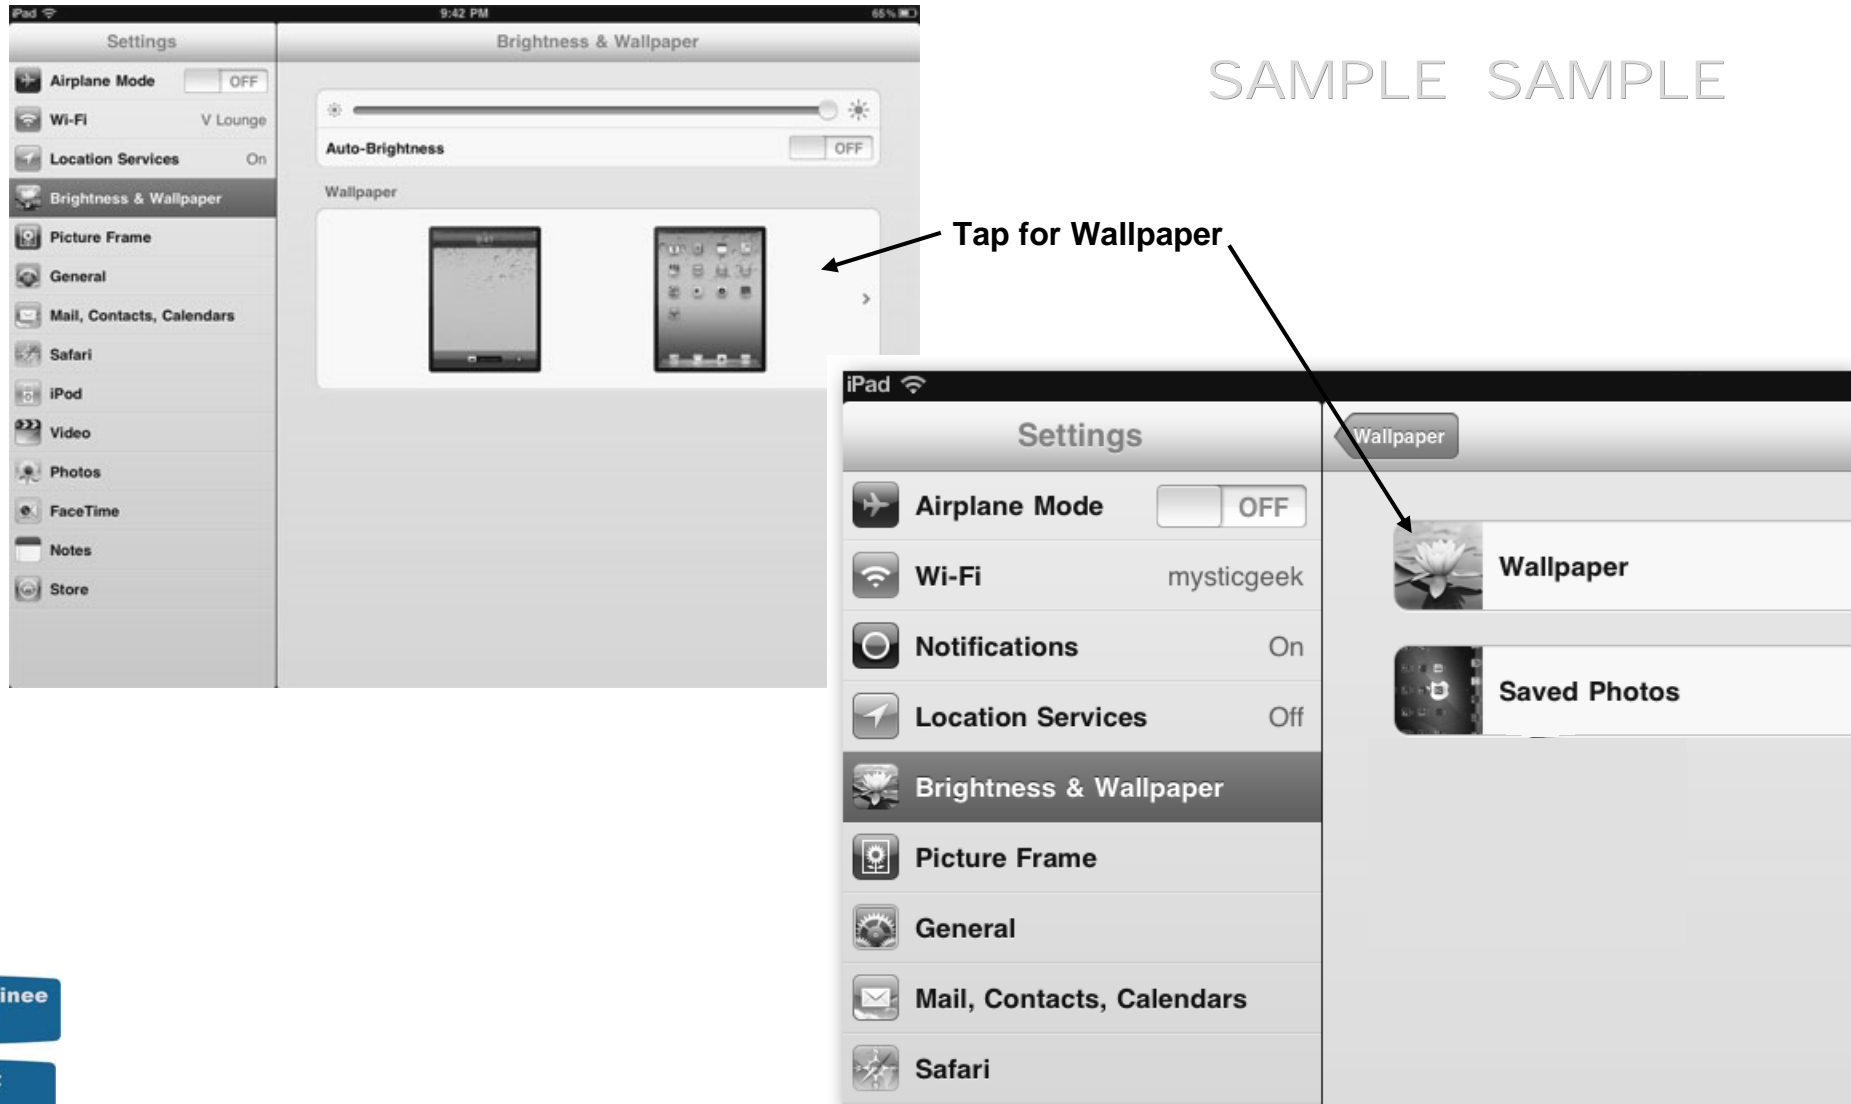 iPad
9:42 PM
65%
Settings
Brightness & Wallpaper
Airplane Mode OFF
Wi-Fi V Lounge
Location Services On
Brightness & Wallpaper
Picture Frame
General
Mail, Contacts, Calendars
Safari
iPod
Video
Photos
FaceTime
Notes
Store
Auto-Brightness OFF
Wallpaper
SAMPLE SAMPLE
Tap for Wallpaper
iPad
Settings
Wallpaper
Airplane Mode OFF
Wi-Fi mysticgeek
Notifications On
Location Services Off
Brightness & Wallpaper
Picture Frame
General
Mail, Contacts, Calendars
Safari
Wallpaper
Saved Photos
inee